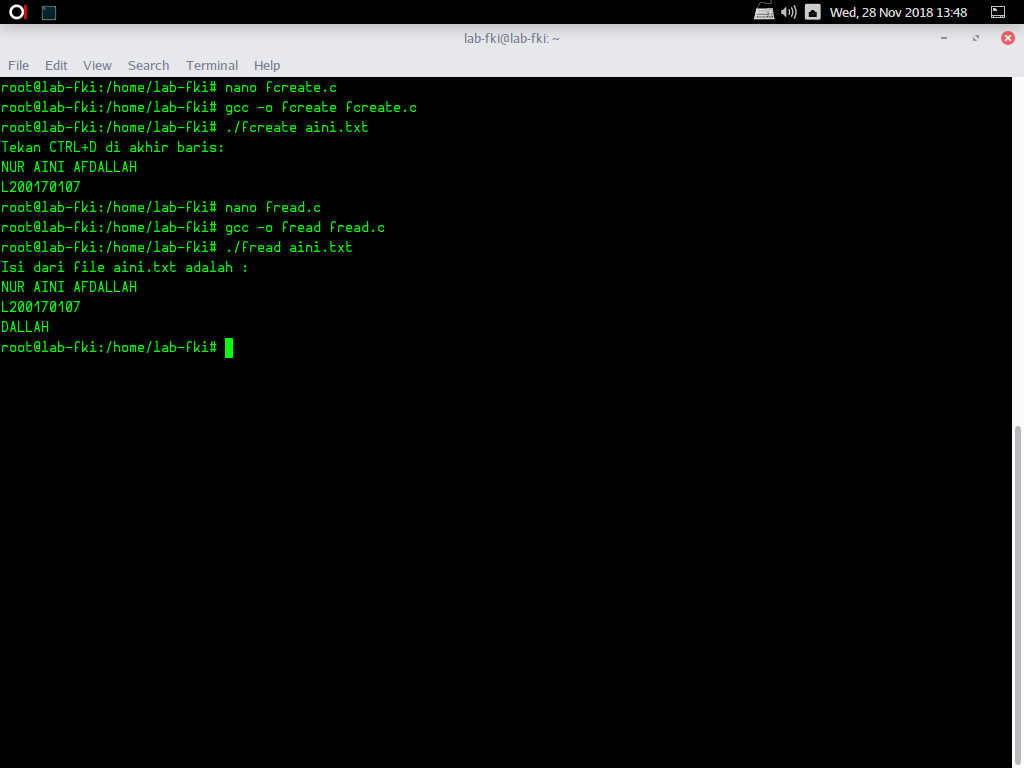 Wed, 28 Nov 2018 13:48
lab-fki@lab-fki: ~
File Edit View Search Terminal Help
root@lab-fki:/home/lab-fki# nano fcreate.c
root@lab-fki:/home/lab-fki# gcc -o fcreate fcreate.c
root@lab-fki:/home/lab-fki# ./fcreate aini.txt
Tekan CTRL+D di akhir baris:
NUR AINI AFDALLAH
L200170107
root@lab-fki:/home/lab-fki# nano fread.c
root@lab-fki:/home/lab-fki# gcc -o fread fread.c
root@lab-fki:/home/lab-fki# ./fread aini.txt
Isi dari file aini.txt adalah :
NUR AINI AFDALLAH
L200170107
DALLAH
root@lab-fki:/home/lab-fki#